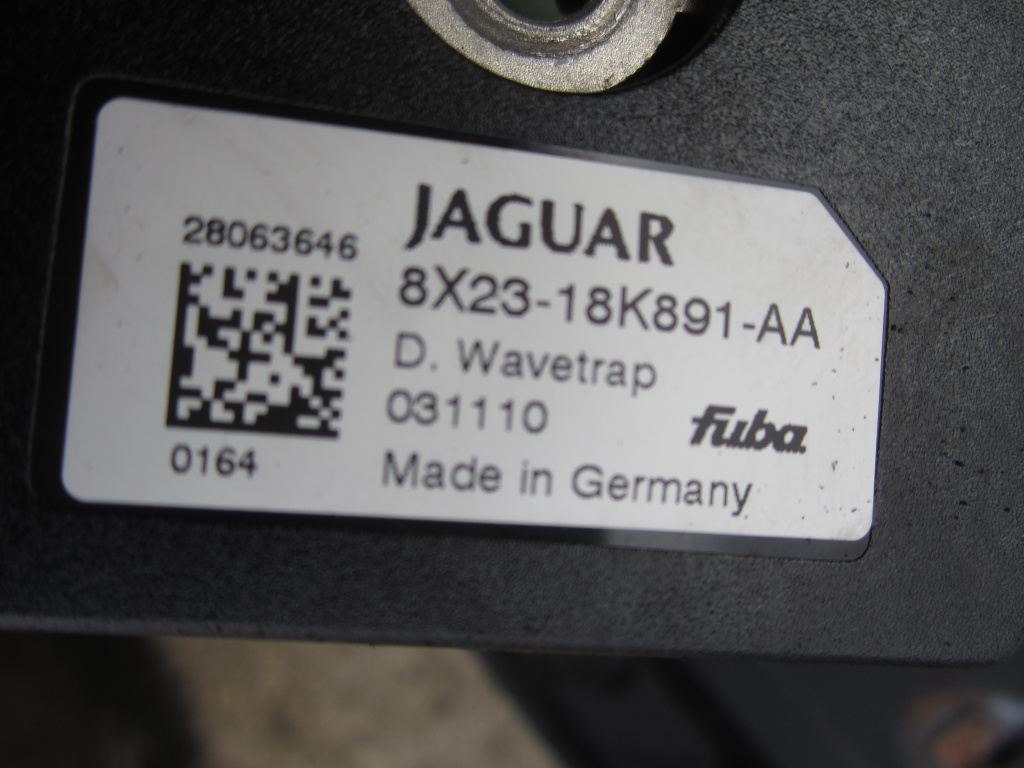 28063646
0164
JAGUAR
8X23-18K891-AA
D. Wavetrap
031110
fuba
Made in Germany